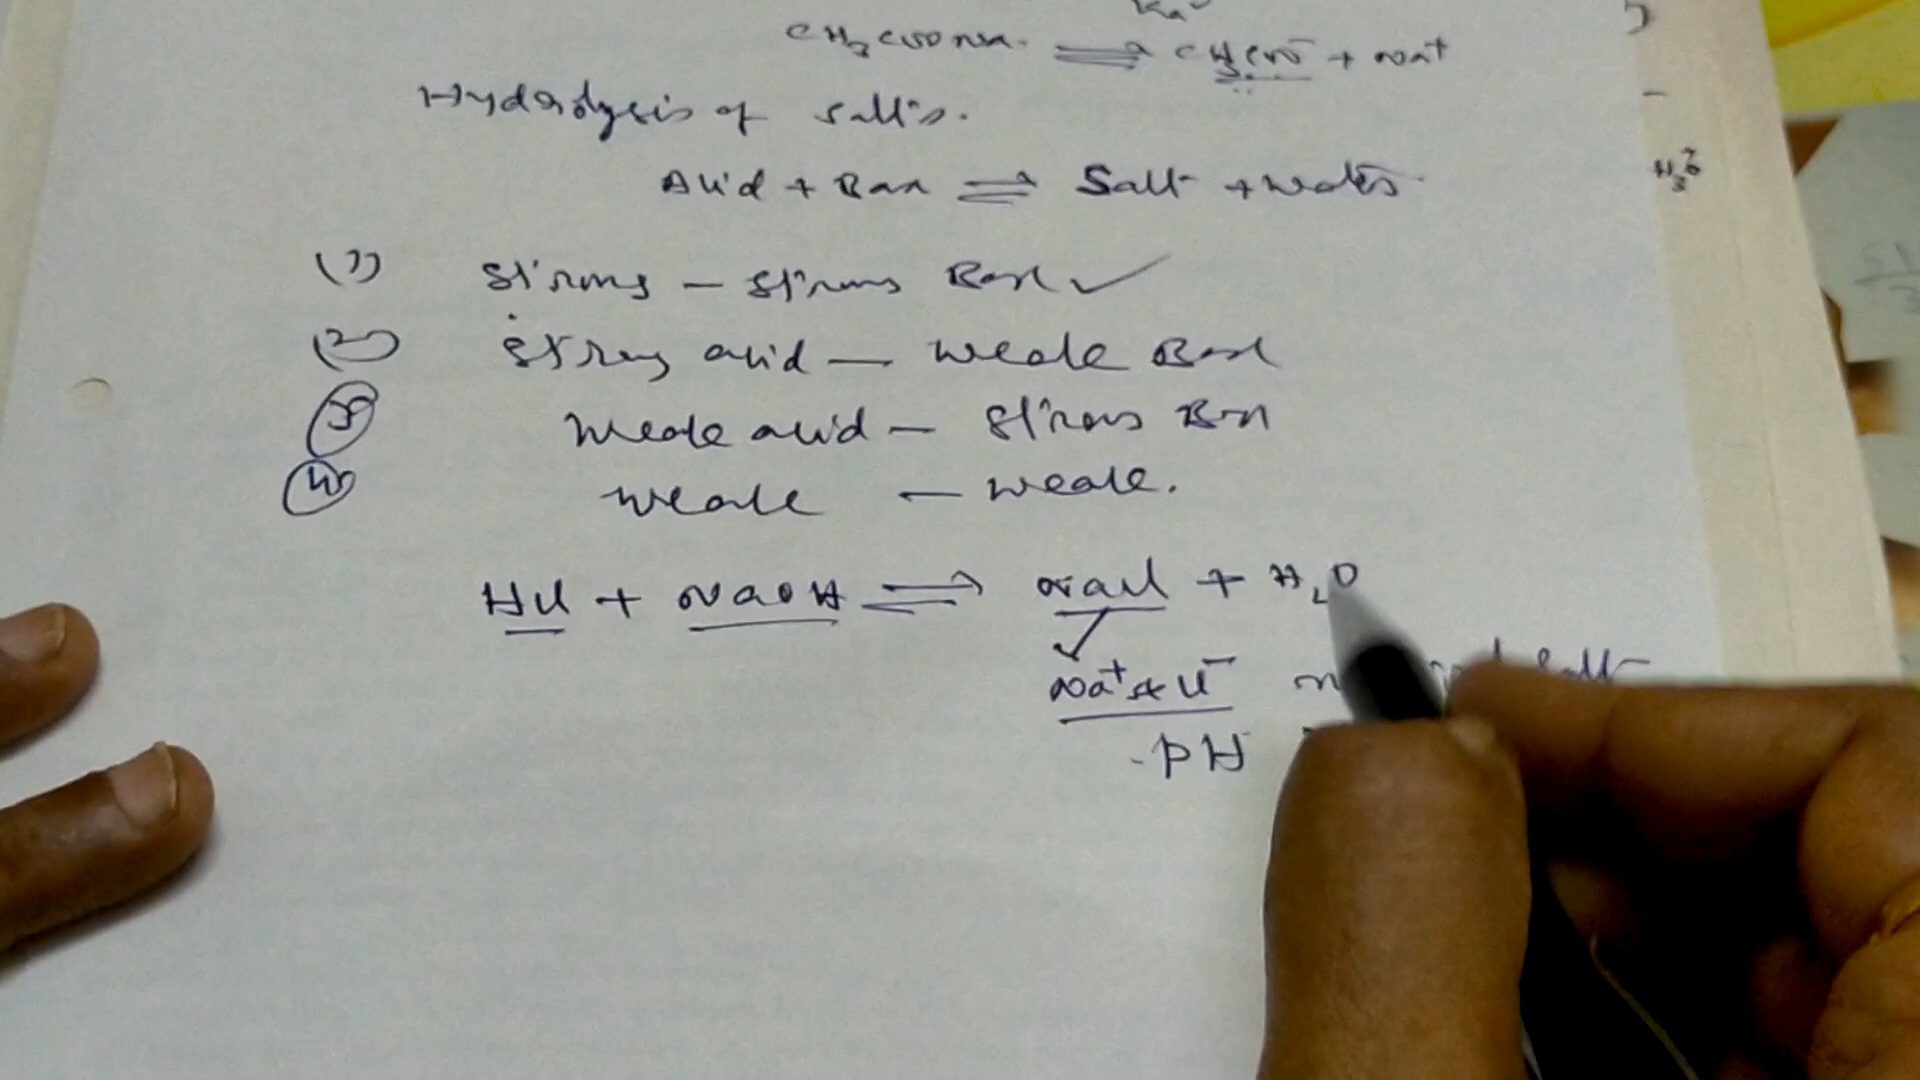 CH3COONa ⇌ CH3COO- + Na+
Hydrolysis of salts.
Acid + Base ⇌ Salt + water
(1) Strong - Strong Base ✓
(2) Strong acid - weak Base
(3) Weak acid - Strong Base
(4) weak - weak.
HCl + NaOH ⇌ NaCl + H2O
Na+ + Cl- Salt
PH